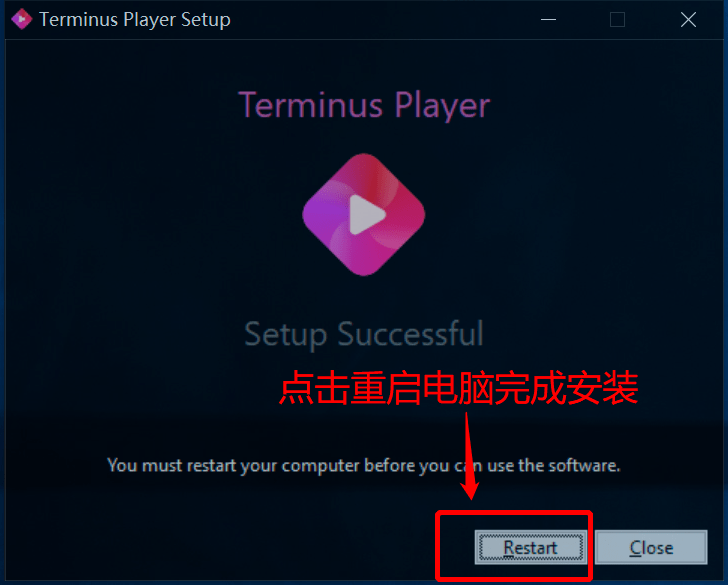 Terminus Player Setup
Terminus Player
Setup Successful
点击重启电脑完成安装
You must restart your computer before you can use the software.
Restart
Close